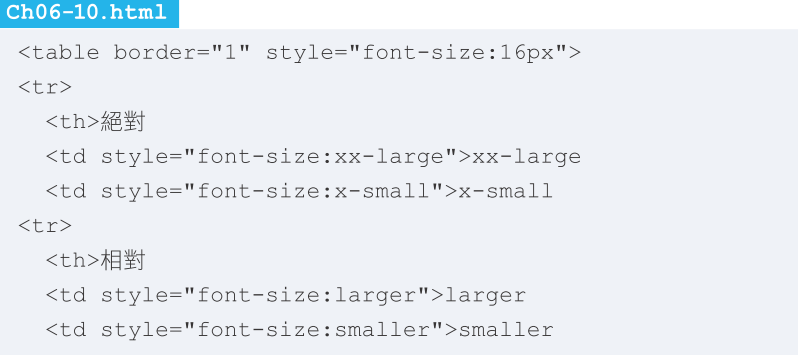 Ch06-10.html
<table border="1" style="font-size:16px">
<tr>
  <th>絕對
  <td style="font-size:xx-large">xx-large
  <td style="font-size:x-small">x-small
<tr>
  <th>相對
  <td style="font-size:larger">larger
  <td style="font-size:smaller">smaller